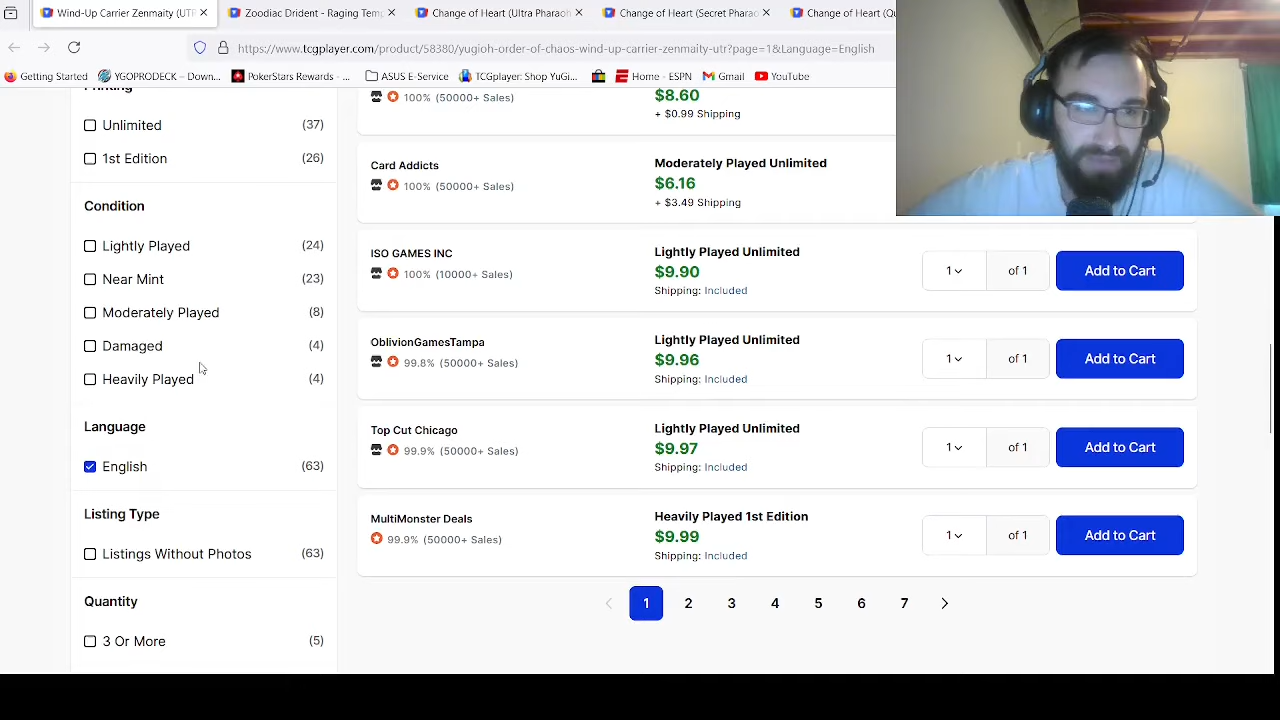 Wind-Up Carrier Zenmaity (UTF
Zoodiac Drident - Raging Temp
Change of Heart (Ultra Pharaoh
Change of Heart (Secret Pharao
Change of Heart (Qu
https://www.tcgplayer.com/product/58380/yugioh-order-of-chaos-wind-up-carrier-zenmaity-utr?page=1&Language=English
Getting Started
YGOPRODECK – Down...
PokerStars Rewards - ...
ASUS E-Service
TCGplayer: Shop YuGi...
Home - ESPN
Gmail
YouTube
Printing
Unlimited (37)
1st Edition (26)
Condition
Lightly Played (24)
Near Mint (23)
Moderately Played (8)
Damaged (4)
Heavily Played (4)
Language
English (63)
Listing Type
Listings Without Photos (63)
Quantity
3 Or More (5)
100% (50000+ Sales)
$8.60
+ $0.99 Shipping
Card Addicts
100% (50000+ Sales)
Moderately Played Unlimited
$6.16
+ $3.49 Shipping
ISO GAMES INC
100% (10000+ Sales)
Lightly Played Unlimited
$9.90
Shipping: Included
1
of 1
Add to Cart
OblivionGamesTampa
99.8% (50000+ Sales)
Lightly Played Unlimited
$9.96
Shipping: Included
1
of 1
Add to Cart
Top Cut Chicago
99.9% (50000+ Sales)
Lightly Played Unlimited
$9.97
Shipping: Included
1
of 1
Add to Cart
MultiMonster Deals
99.9% (50000+ Sales)
Heavily Played 1st Edition
$9.99
Shipping: Included
1
of 1
Add to Cart
1 2 3 4 5 6 7